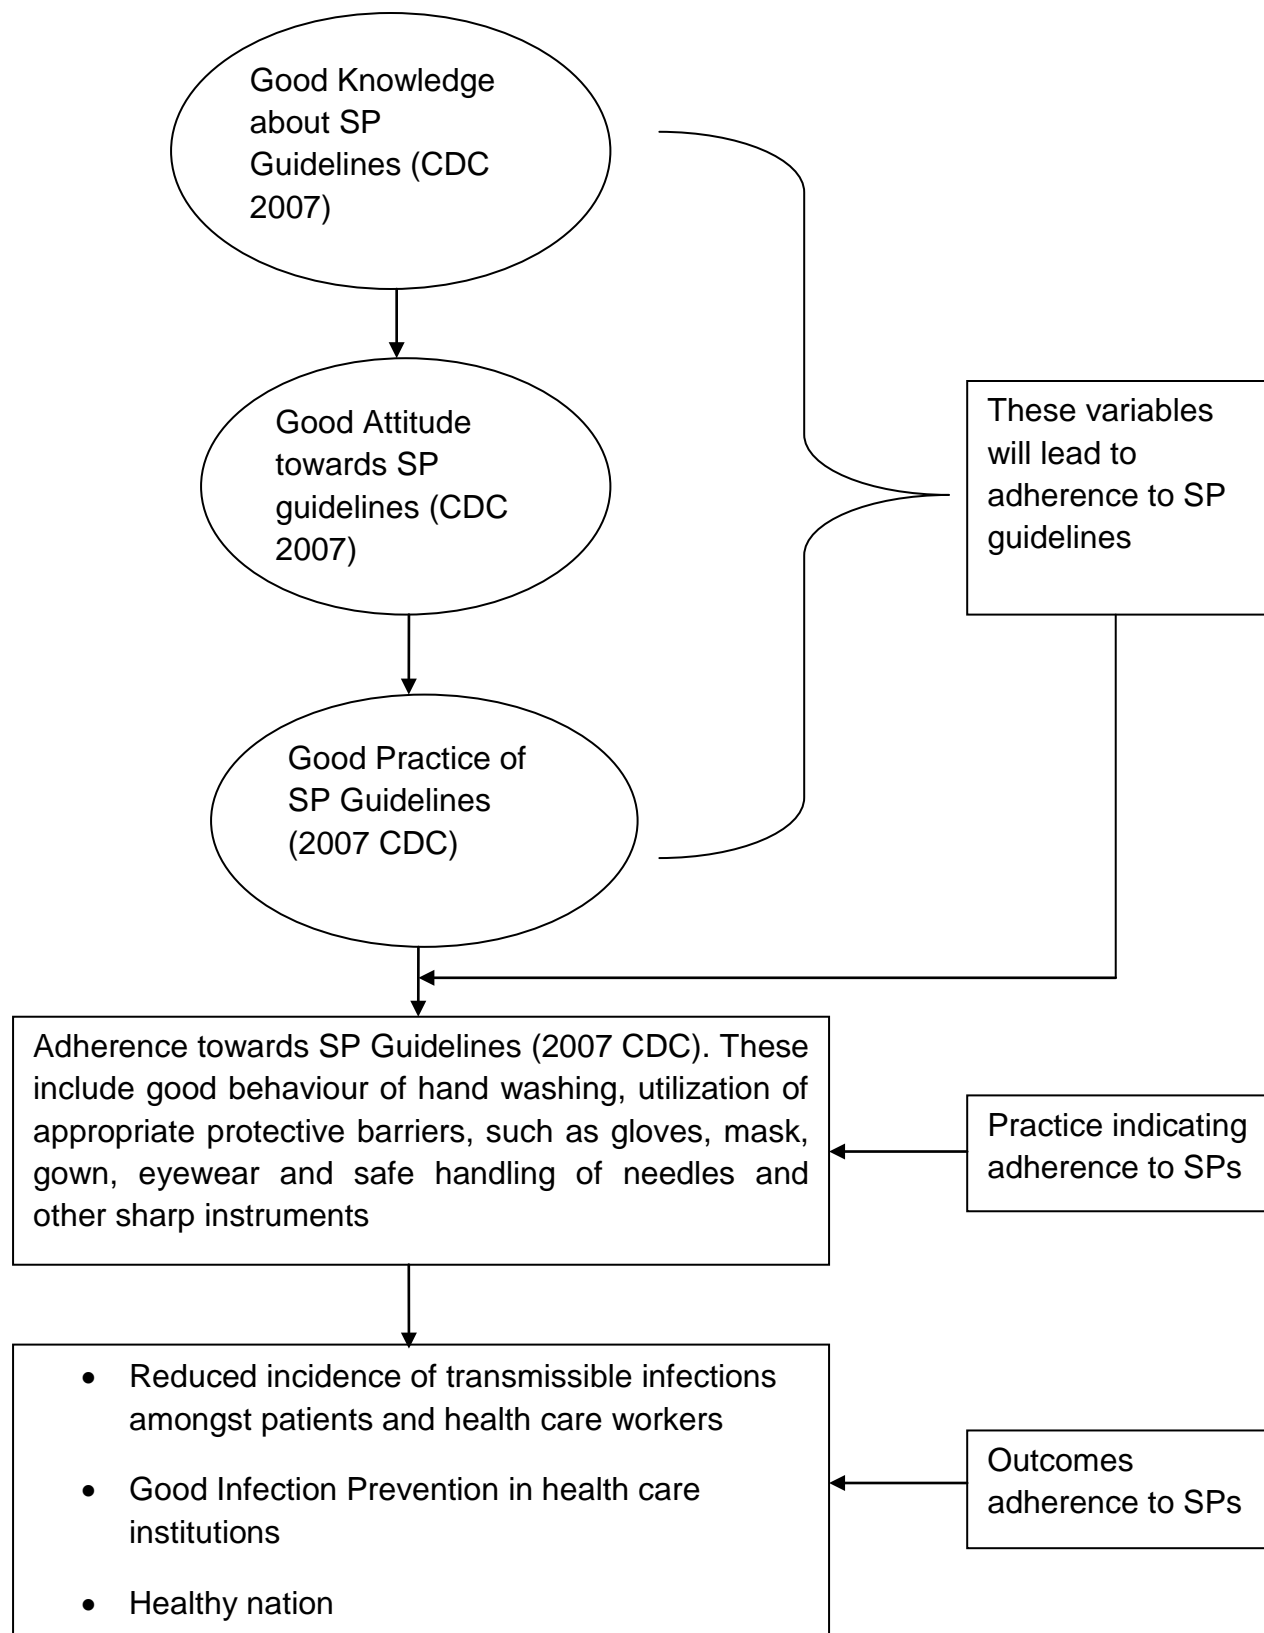 Good Knowledge
about SP
Guidelines (CDC
2007)
Good Attitude
towards SP
guidelines (CDC
2007)
These variables
will lead to
adherence to SP
guidelines
Good Practice of
SP Guidelines
(2007 CDC)
Adherence towards SP Guidelines (2007 CDC). These
include good behaviour of hand washing, utilization of
appropriate protective barriers, such as gloves, mask,
gown, eyewear and safe handling of needles and
other sharp instruments
Practice indicating
adherence to SPs
• Reduced incidence of transmissible infections
amongst patients and health care workers
• Good Infection Prevention in health care
institutions
• Healthy nation
Outcomes
adherence to SPs